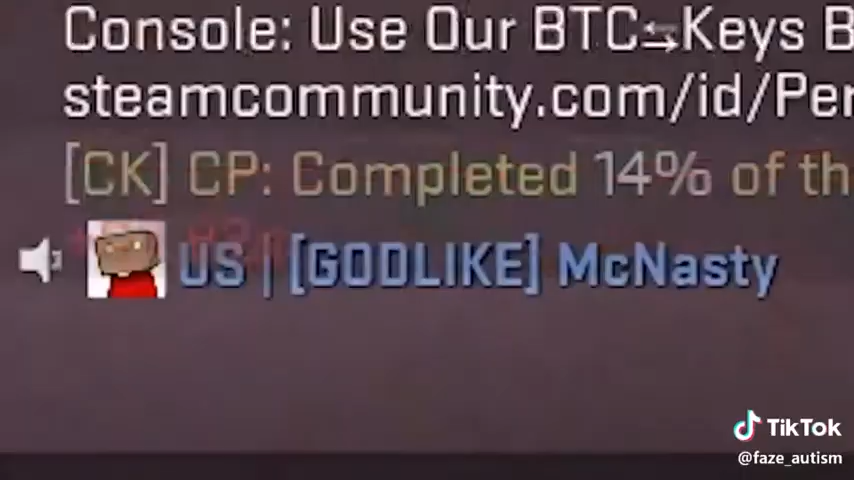 Console: Use Our BTC⇆Keys B
steamcommunity.com/id/Per
[CK] CP: Completed 14% of th
US | [GODLIKE] McNasty
TikTok
@faze_autism